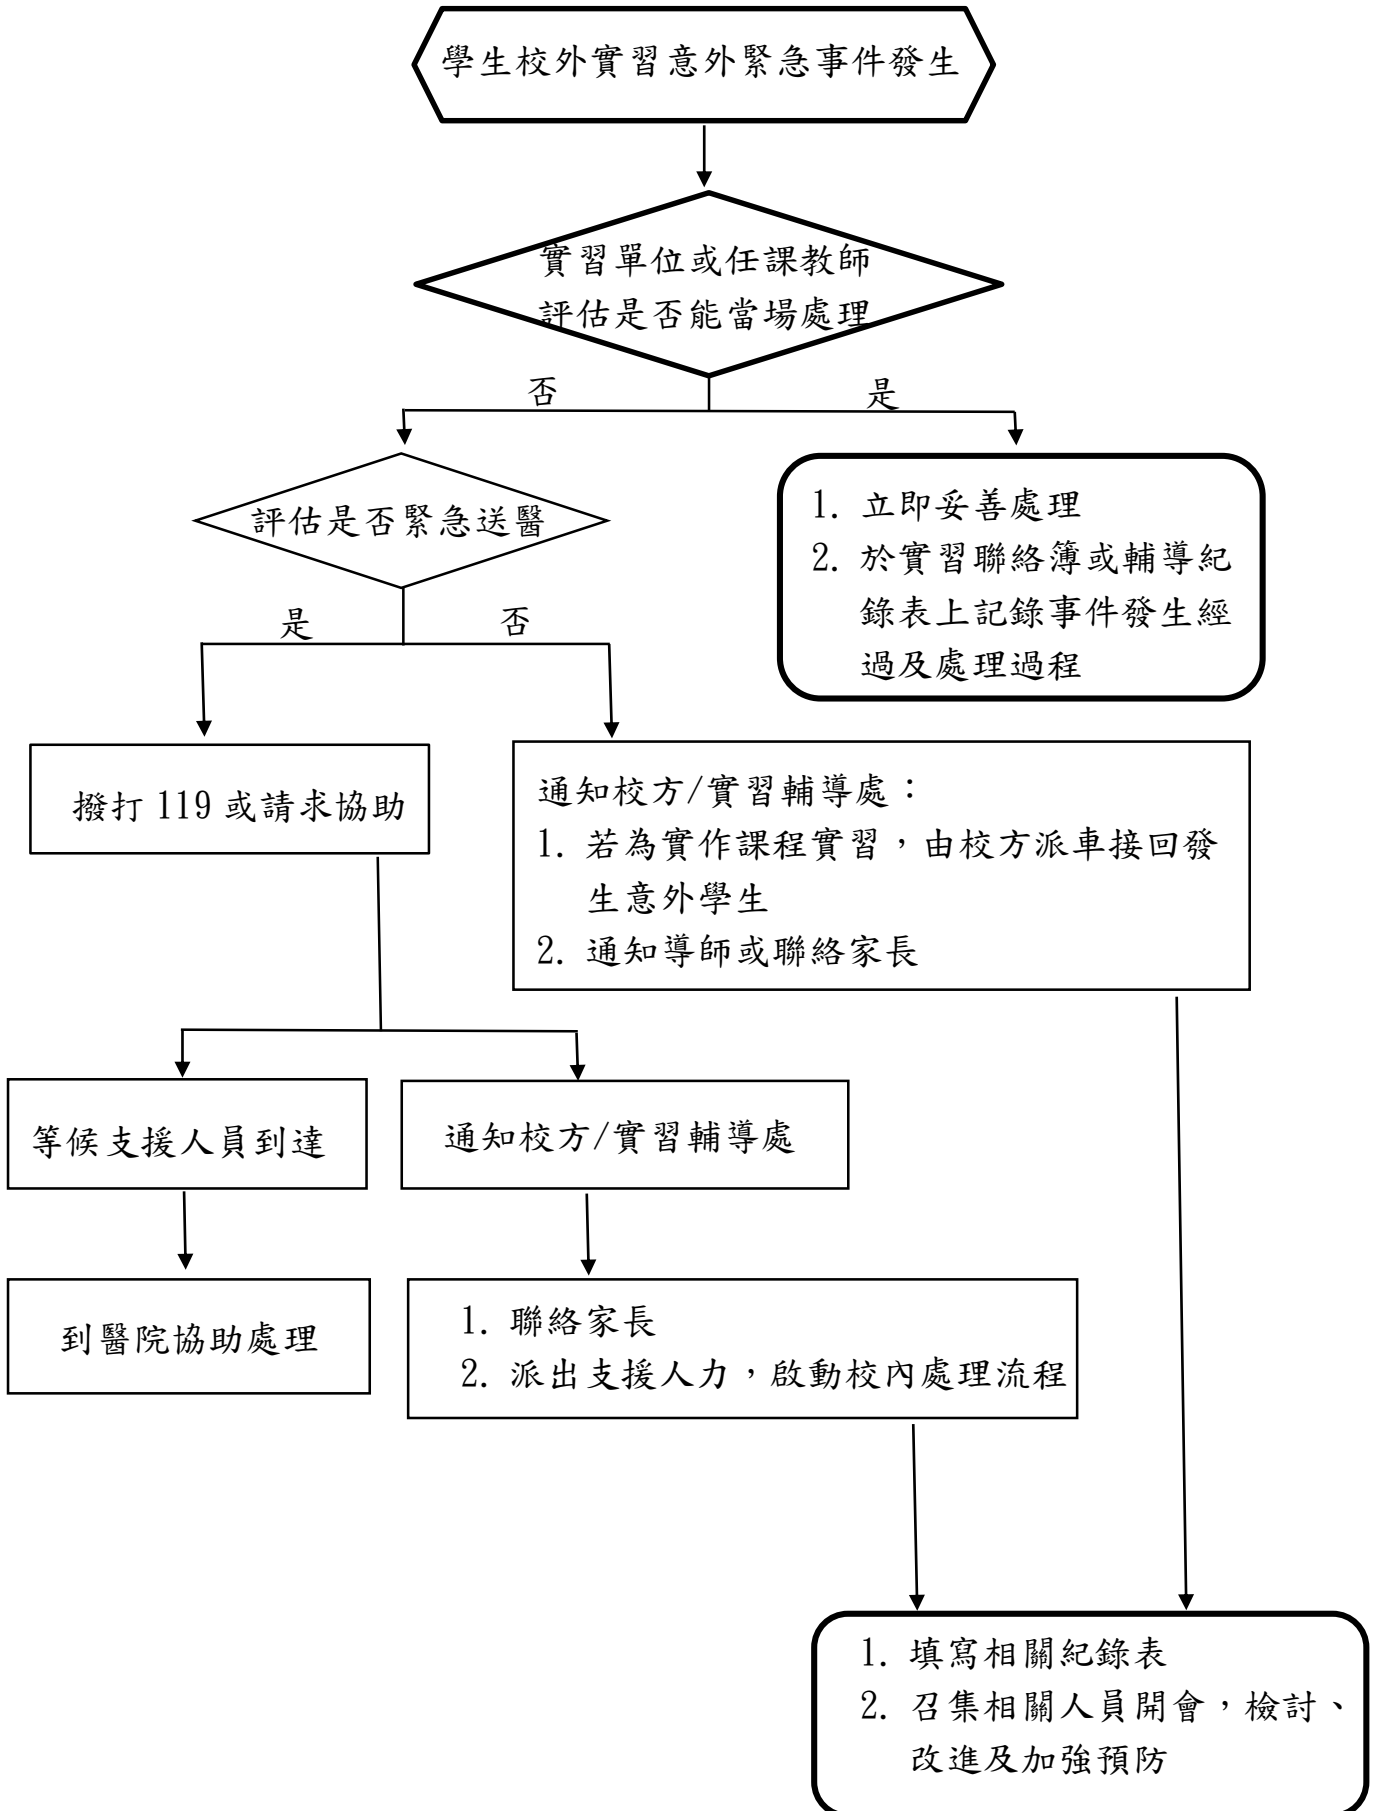 學生校外實習意外緊急事件發生
實習單位或任課教師
評估是否能當場處理
否
是
評估是否緊急送醫
1. 立即妥善處理
2. 於實習聯絡簿或輔導紀
錄表上記錄事件發生經
過及處理過程
是
否
撥打 119 或請求協助
通知校方/實習輔導處：
1. 若為實作課程實習，由校方派車接回發
生意外學生
2. 通知導師或聯絡家長
等候支援人員到達
通知校方/實習輔導處
到醫院協助處理
1. 聯絡家長
2. 派出支援人力，啟動校內處理流程
1. 填寫相關紀錄表
2. 召集相關人員開會，檢討、
改進及加強預防